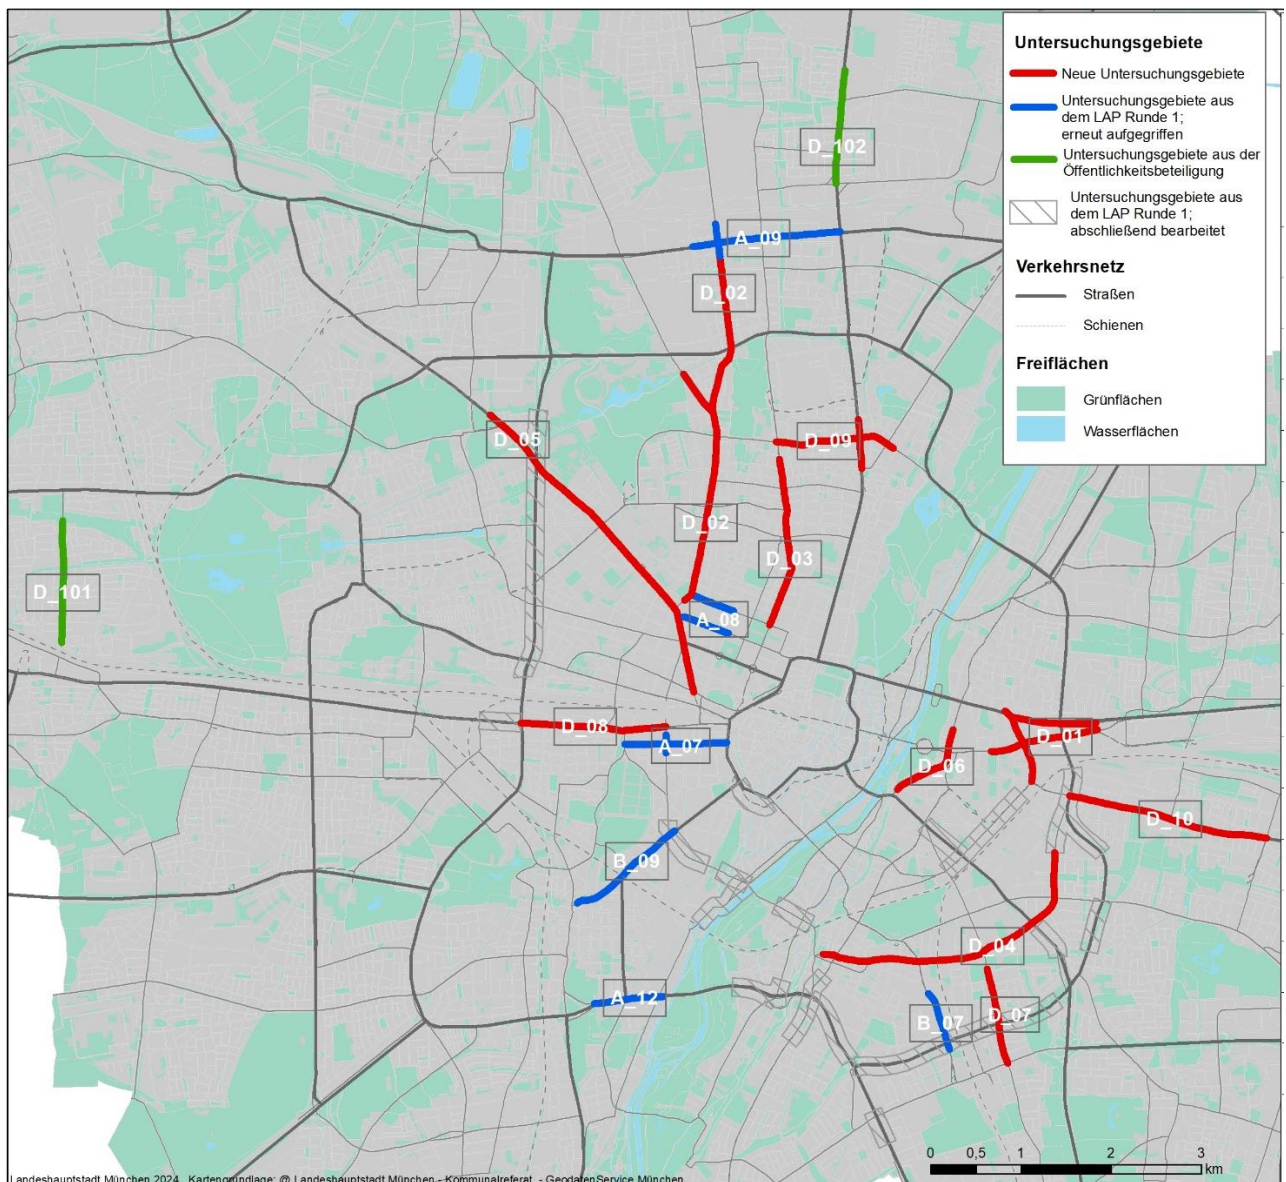 Untersuchungsgebiete
Neue Untersuchungsgebiete
Untersuchungsgebiete aus
dem LAP Runde 1;
erneut aufgegriffen
Untersuchungsgebiete aus der
Öffentlichkeitsbeteiligung
Untersuchungsgebiete aus
dem LAP Runde 1;
abschließend bearbeitet
Verkehrsnetz
Straßen
Schienen
Freiflächen
Grünflächen
Wasserflächen
D_102
A_09
D_02
D_05
D_09
D_02
D_03
D_101
A_08
D_08
A_07
D_01
D_06
D_10
B_09
D_04
A_12
B_07
D_07
0 0,5 1 2 3
km
Landeshauptstadt München 2024, Kartengrundlage: @ Landeshauptstadt München - Kommunalreferat - GeodatenService München